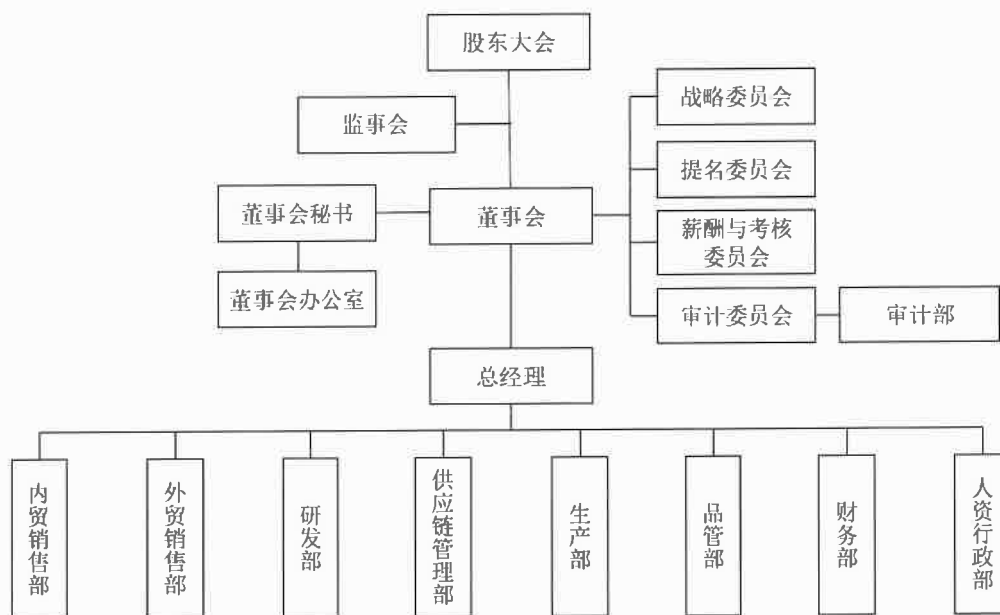 股东大会
战略委员会
监事会
提名委员会
董事会秘书
董事会
薪酬与考核
委员会
董事会办公室
审计委员会
审计部
总经理
内贸销售部
外贸销售部
研发部
供应链管理部
生产部
品管部
财务部
人资行政部